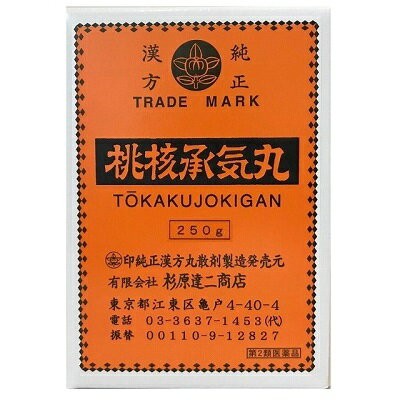 漢 純
方 正
TRADE MARK
桃核承気丸
TŌKAKUJOKIGAN
250g
印純正漢方丸散剤製造発売元
有限会社 杉原達二商店
東京都江東区亀戸4-40-4
電話 03-3637-1453(代)
振替 00110-9-12827
第2類医薬品